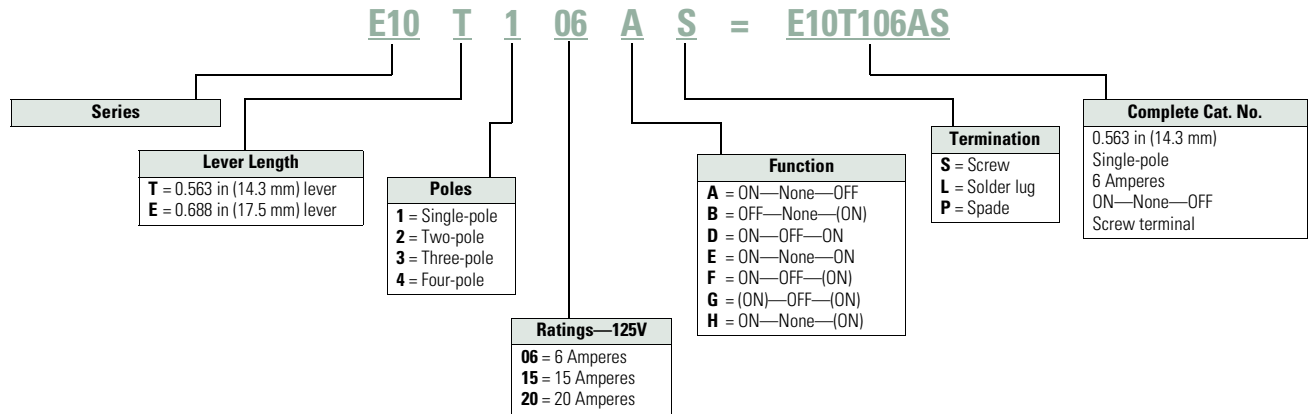 E10 T 1 06 A S = E10T106AS
Series
Lever Length
T = 0.563 in (14.3 mm) lever
E = 0.688 in (17.5 mm) lever
Poles
1 = Single-pole
2 = Two-pole
3 = Three-pole
4 = Four-pole
Ratings—125V
06 = 6 Amperes
15 = 15 Amperes
20 = 20 Amperes
Function
A = ON—None—OFF
B = OFF—None—(ON)
D = ON—OFF—ON
E = ON—None—ON
F = ON—OFF—(ON)
G = (ON)—OFF—(ON)
H = ON—None—(ON)
Termination
S = Screw
L = Solder lug
P = Spade
Complete Cat. No.
0.563 in (14.3 mm)
Single-pole
6 Amperes
ON—None—OFF
Screw terminal